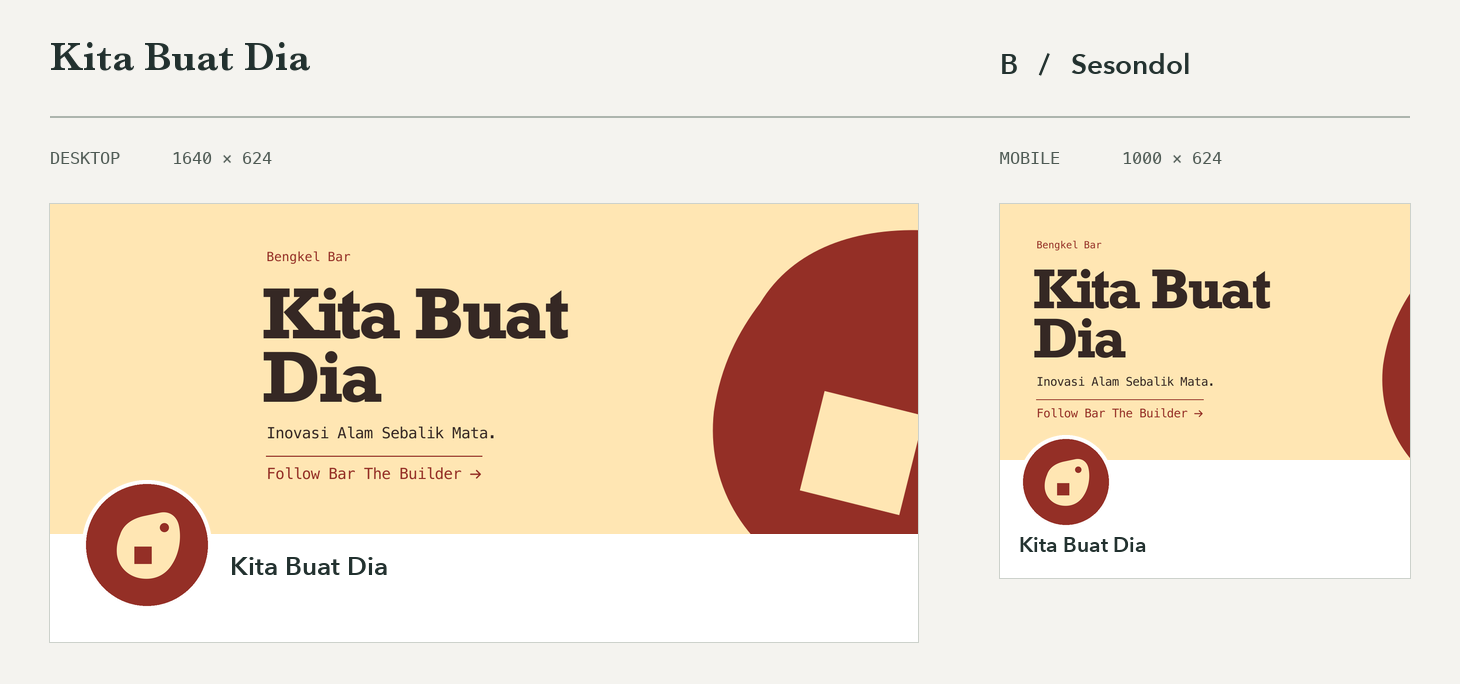 Kita Buat Dia
B / Sesondol
DESKTOP 1640 × 624
MOBILE 1000 × 624
Bengkel Bar
Kita Buat
Dia
Inovasi Alam Sebalik Mata.
Follow Bar The Builder →
Kita Buat Dia
Bengkel Bar
Kita Buat
Dia
Inovasi Alam Sebalik Mata.
Follow Bar The Builder →
Kita Buat Dia